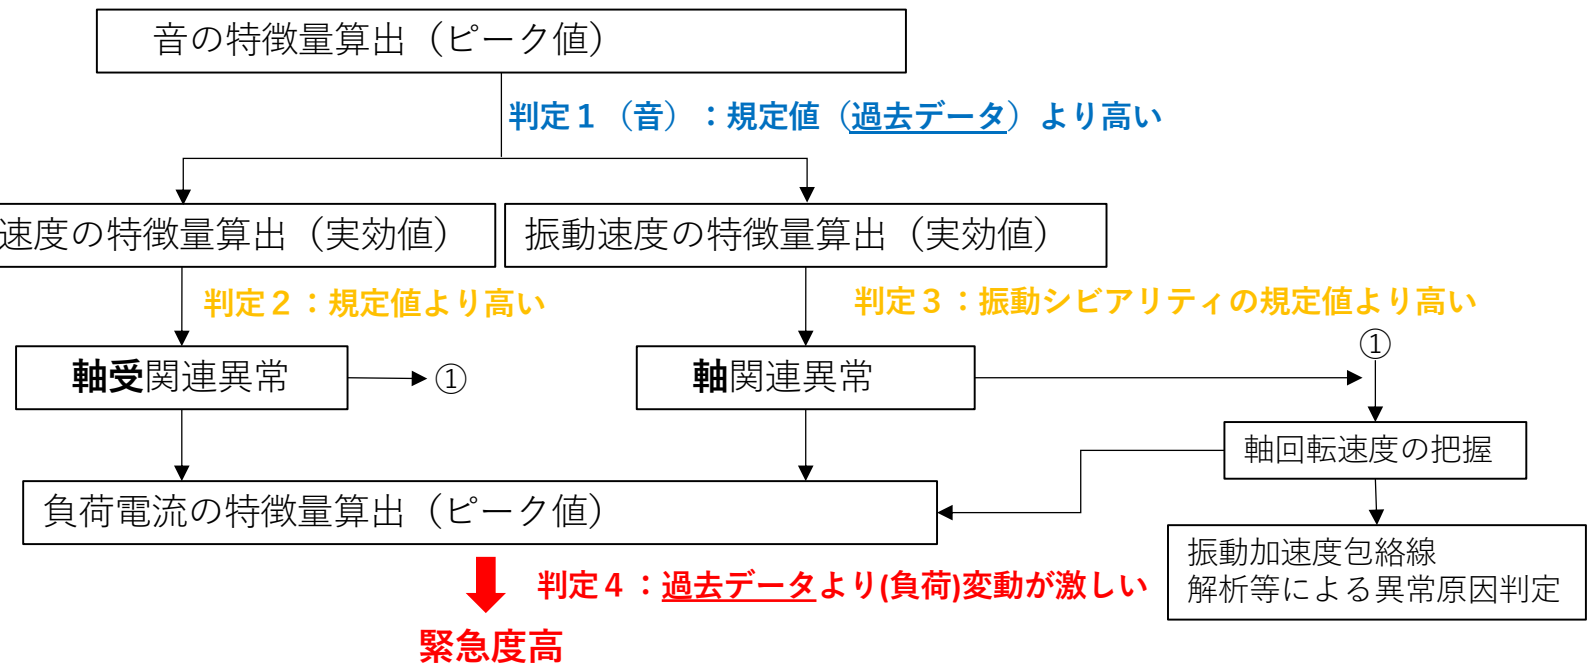 音の特徴量算出（ピーク値）
判定１（音）：規定値（過去データ）より高い
速度の特徴量算出（実効値）
振動速度の特徴量算出（実効値）
判定２：規定値より高い
判定３：振動シビアリティの規定値より高い
軸受関連異常
①
軸関連異常
①
軸回転速度の把握
負荷電流の特徴量算出（ピーク値）
振動加速度包絡線
解析等による異常原因判定
判定４：過去データより(負荷)変動が激しい
緊急度高